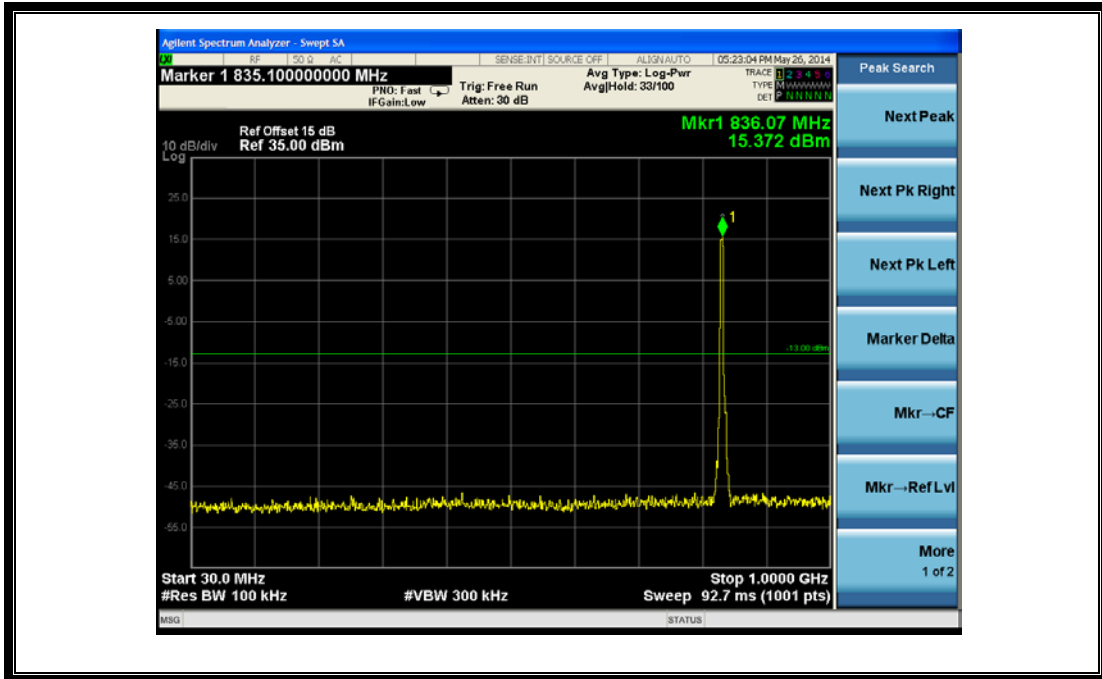 Agilent Spectrum Analyzer - Swept SA
RF 50 Ω AC SENSE:INT SOURCE OFF ALIGN AUTO 05:23:04 PM May 26, 2014
Marker 1 835.100000000 MHz
PNO: Fast
IFGain:Low
Trig: Free Run
Atten: 30 dB
Avg Type: Log-Pwr
Avg|Hold: 33/100
TRACE 1 2 3 4 5 6
TYPE M
DET P N N N N N
Peak Search
Mkr1 836.07 MHz
15.372 dBm
Ref Offset 15 dB
10 dB/div Ref 35.00 dBm
Log
25.0
15.0
5.00
-5.00
-15.0
-25.0
-35.0
-45.0
-55.0
1
-13.00 dBm
Start 30.0 MHz Stop 1.0000 GHz
#Res BW 100 kHz #VBW 300 kHz Sweep 92.7 ms (1001 pts)
MSG STATUS
Next Peak
Next Pk Right
Next Pk Left
Marker Delta
Mkr→CF
Mkr→Ref Lvl
More
1 of 2